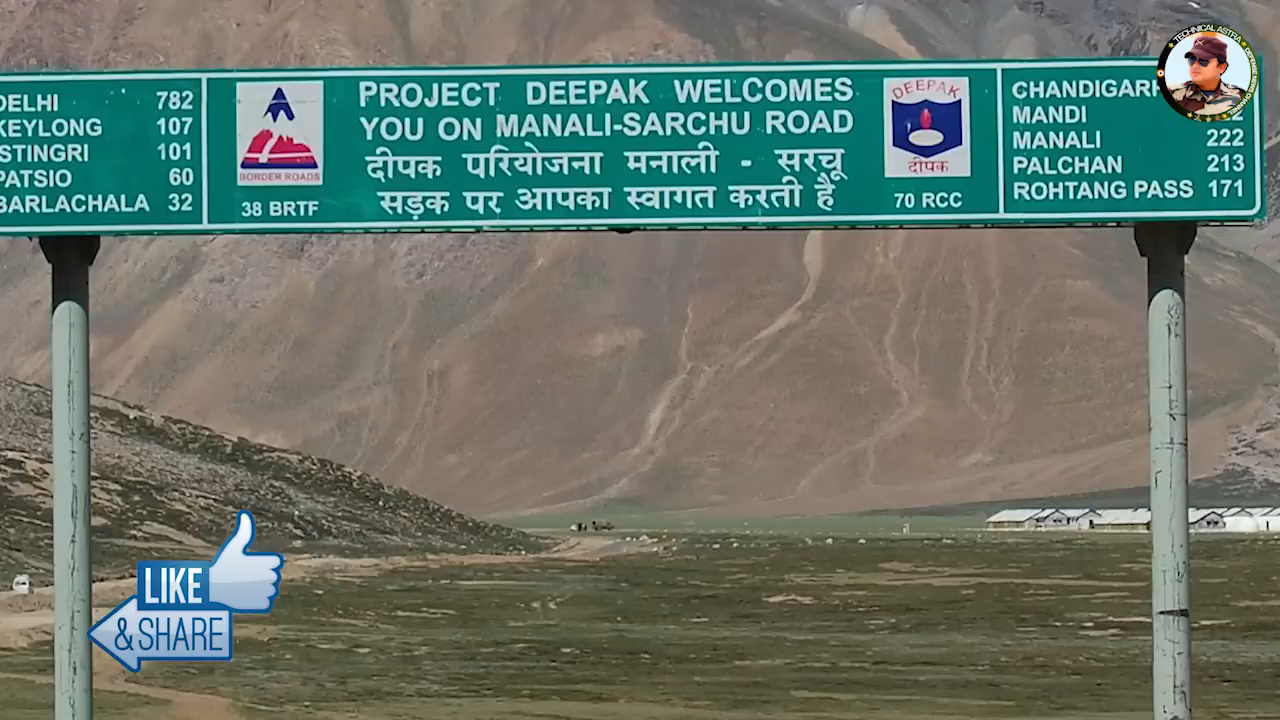 DELHI 782
KEYLONG 107
STINGRI 101
PATSIO 60
BARLACHALA 32
BORDER ROADS
38 BRTF
PROJECT DEEPAK WELCOMES
YOU ON MANALI-SARCHU ROAD
दीपक परियोजना मनाली - सरचू
सड़क पर आपका स्वागत करती है
DEEPAK
दीपक
70 RCC
MANDI
MANALI 222
PALCHAN 213
ROHTANG PASS 171
TECHNICAL ASTRA
LIKE
& SHARE